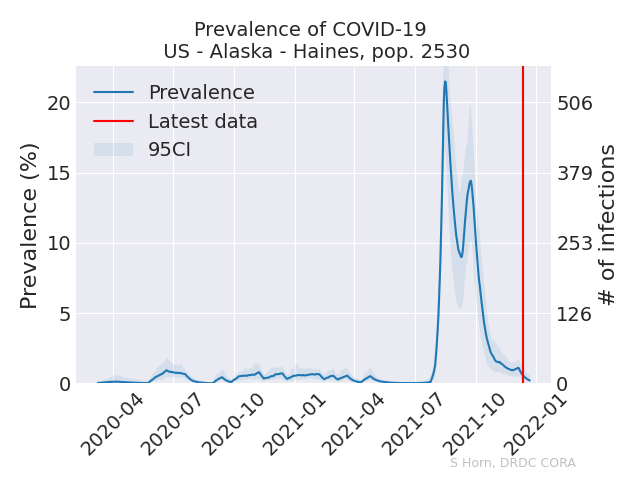 Prevalence of COVID-19
US - Alaska - Haines, pop. 2530
Prevalence
Latest data
95CI
Prevalence (%)
20
15
10
5
0
506
379
253
126
0
# of infections
2020-04
2020-07
2020-10
2021-01
2021-04
2021-07
2021-10
2022-01
S Horn, DRDC CORA